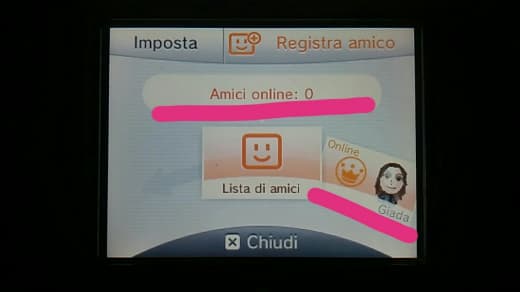 Imposta
Registra amico
Amici online: 0
Lista di amici
Online
Giada
X Chiudi